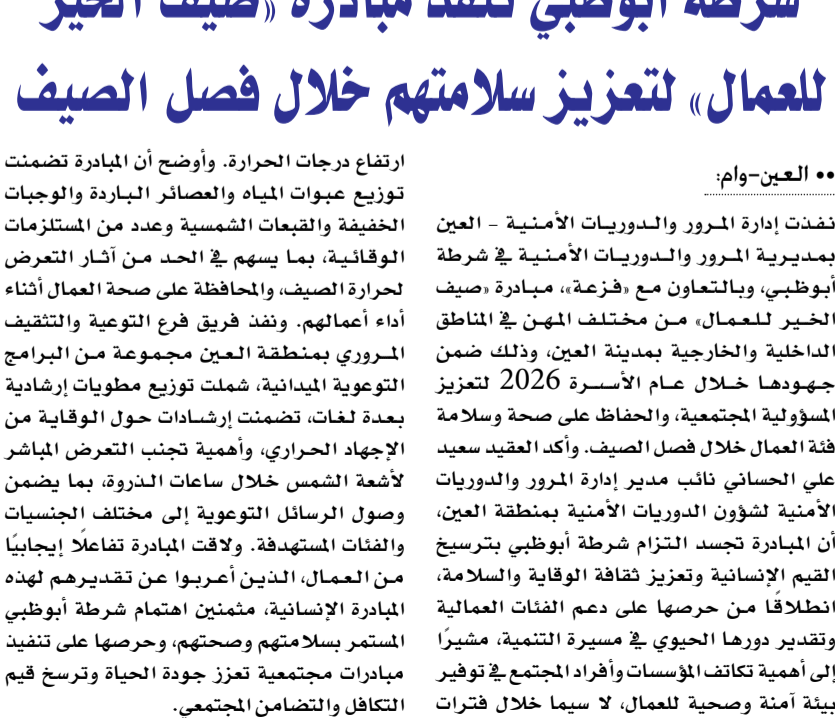 شرطة أبوظبي تنفذ مبادرة «صيف الخير
للعمال» لتعزيز سلامتهم خلال فصل الصيف
•• العين-وام:
نفذت إدارة المرور والدوريات الأمنية - العين
بمديرية المرور والدوريات الأمنية في شرطة
أبوظبي، وبالتعاون مع «فزعة»، مبادرة «صيف
الخير للعمال» من مختلف المهن في المناطق
الداخلية والخارجية بمدينة العين، وذلك ضمن
جهودها خلال عام الأسرة 2026 لتعزيز
المسؤولية المجتمعية، والحفاظ على صحة وسلامة
فئة العمال خلال فصل الصيف. وأكد العقيد سعيد
علي الحساني نائب مدير إدارة المرور والدوريات
الأمنية لشؤون الدوريات الأمنية بمنطقة العين،
أن المبادرة تجسد التزام شرطة أبوظبي بترسيخ
القيم الإنسانية وتعزيز ثقافة الوقاية والسلامة،
انطلاقًا من حرصها على دعم الفئات العمالية
وتقدير دورها الحيوي في مسيرة التنمية، مشيرًا
إلى أهمية تكاتف المؤسسات وأفراد المجتمع في توفير
بيئة آمنة وصحية للعمال، لا سيما خلال فترات
ارتفاع درجات الحرارة. وأوضح أن المبادرة تضمنت
توزيع عبوات المياه والعصائر الباردة والوجبات
الخفيفة والقبعات الشمسية وعدد من المستلزمات
الوقائية، بما يسهم في الحد من آثار التعرض
لحرارة الصيف، والمحافظة على صحة العمال أثناء
أداء أعمالهم. ونفذ فريق فرع التوعية والتثقيف
المروري بمنطقة العين مجموعة من البرامج
التوعوية الميدانية، شملت توزيع مطويات إرشادية
بعدة لغات، تضمنت إرشادات حول الوقاية من
الإجهاد الحراري، وأهمية تجنب التعرض المباشر
لأشعة الشمس خلال ساعات الذروة، بما يضمن
وصول الرسائل التوعوية إلى مختلف الجنسيات
والفئات المستهدفة. ولاقت المبادرة تفاعلًا إيجابيًا
من العمال، الذين أعربوا عن تقديرهم لهذه
المبادرة الإنسانية، مثمنين اهتمام شرطة أبوظبي
المستمر بسلامتهم وصحتهم، وحرصها على تنفيذ
مبادرات مجتمعية تعزز جودة الحياة وترسخ قيم
التكافل والتضامن المجتمعي.